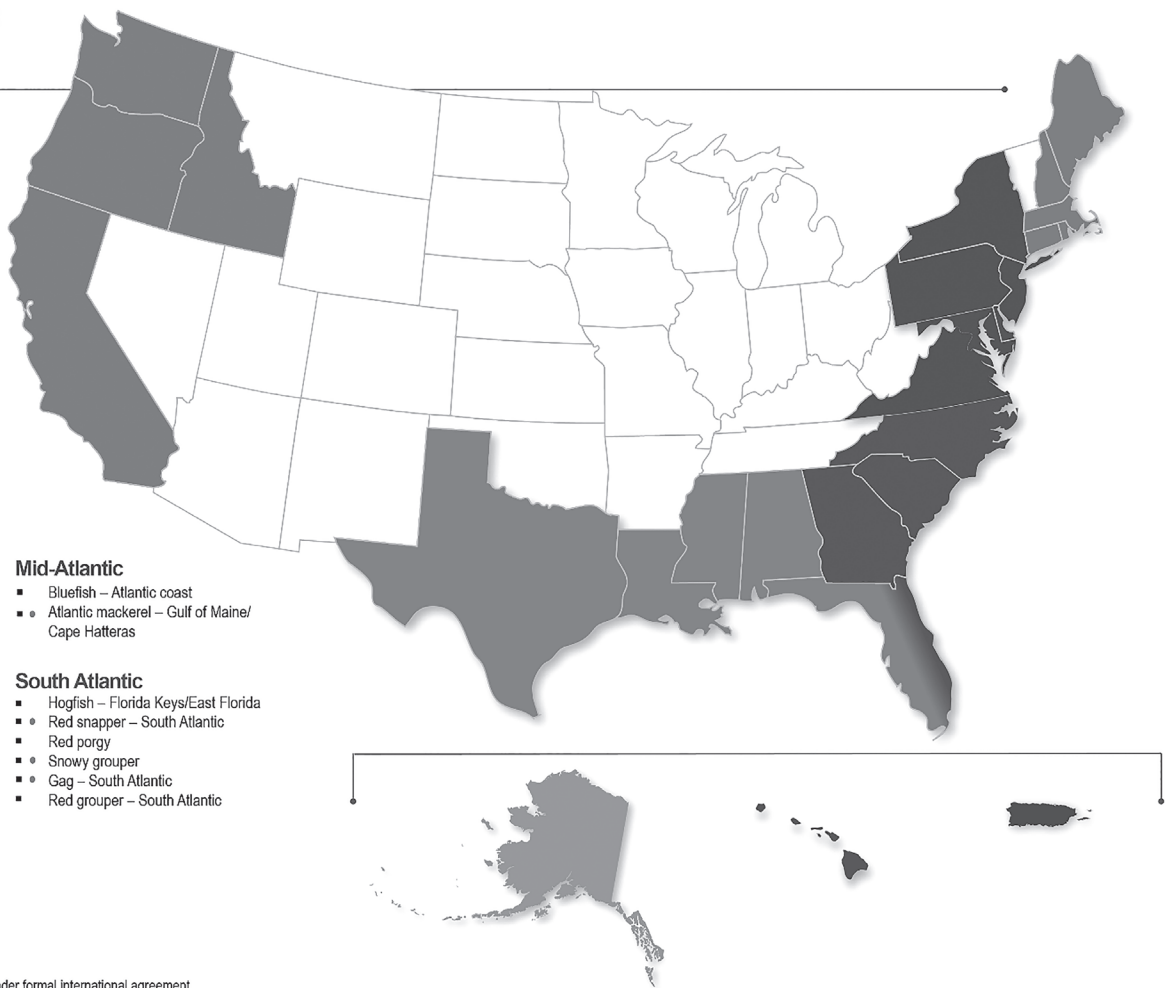 Mid-Atlantic
Bluefish – Atlantic coast
Atlantic mackerel – Gulf of Maine/
Cape Hatteras
South Atlantic
Hogfish – Florida Keys/East Florida
Red snapper – South Atlantic
Red porgy
Snowy grouper
Gag – South Atlantic
Red grouper – South Atlantic
formal international agreement